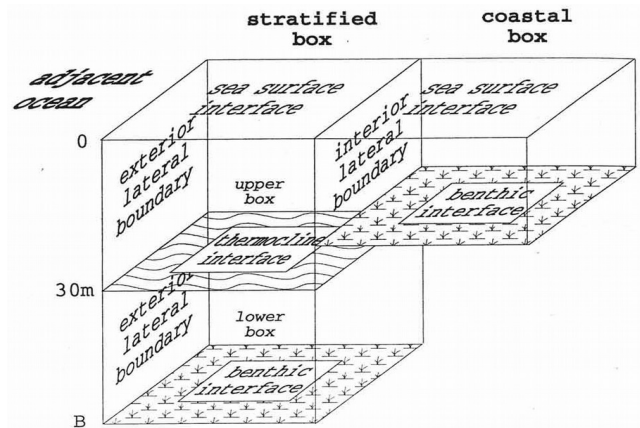 stratified
box
coastal
box
adjacent
ocean
sea surface
interface
sea surface
interface
0
exterior
lateral
boundary
interior
lateral
boundary
upper
box
benthic
interface
thermocline
interface
30m
exterior
lateral
boundary
lower
box
benthic
interface
B